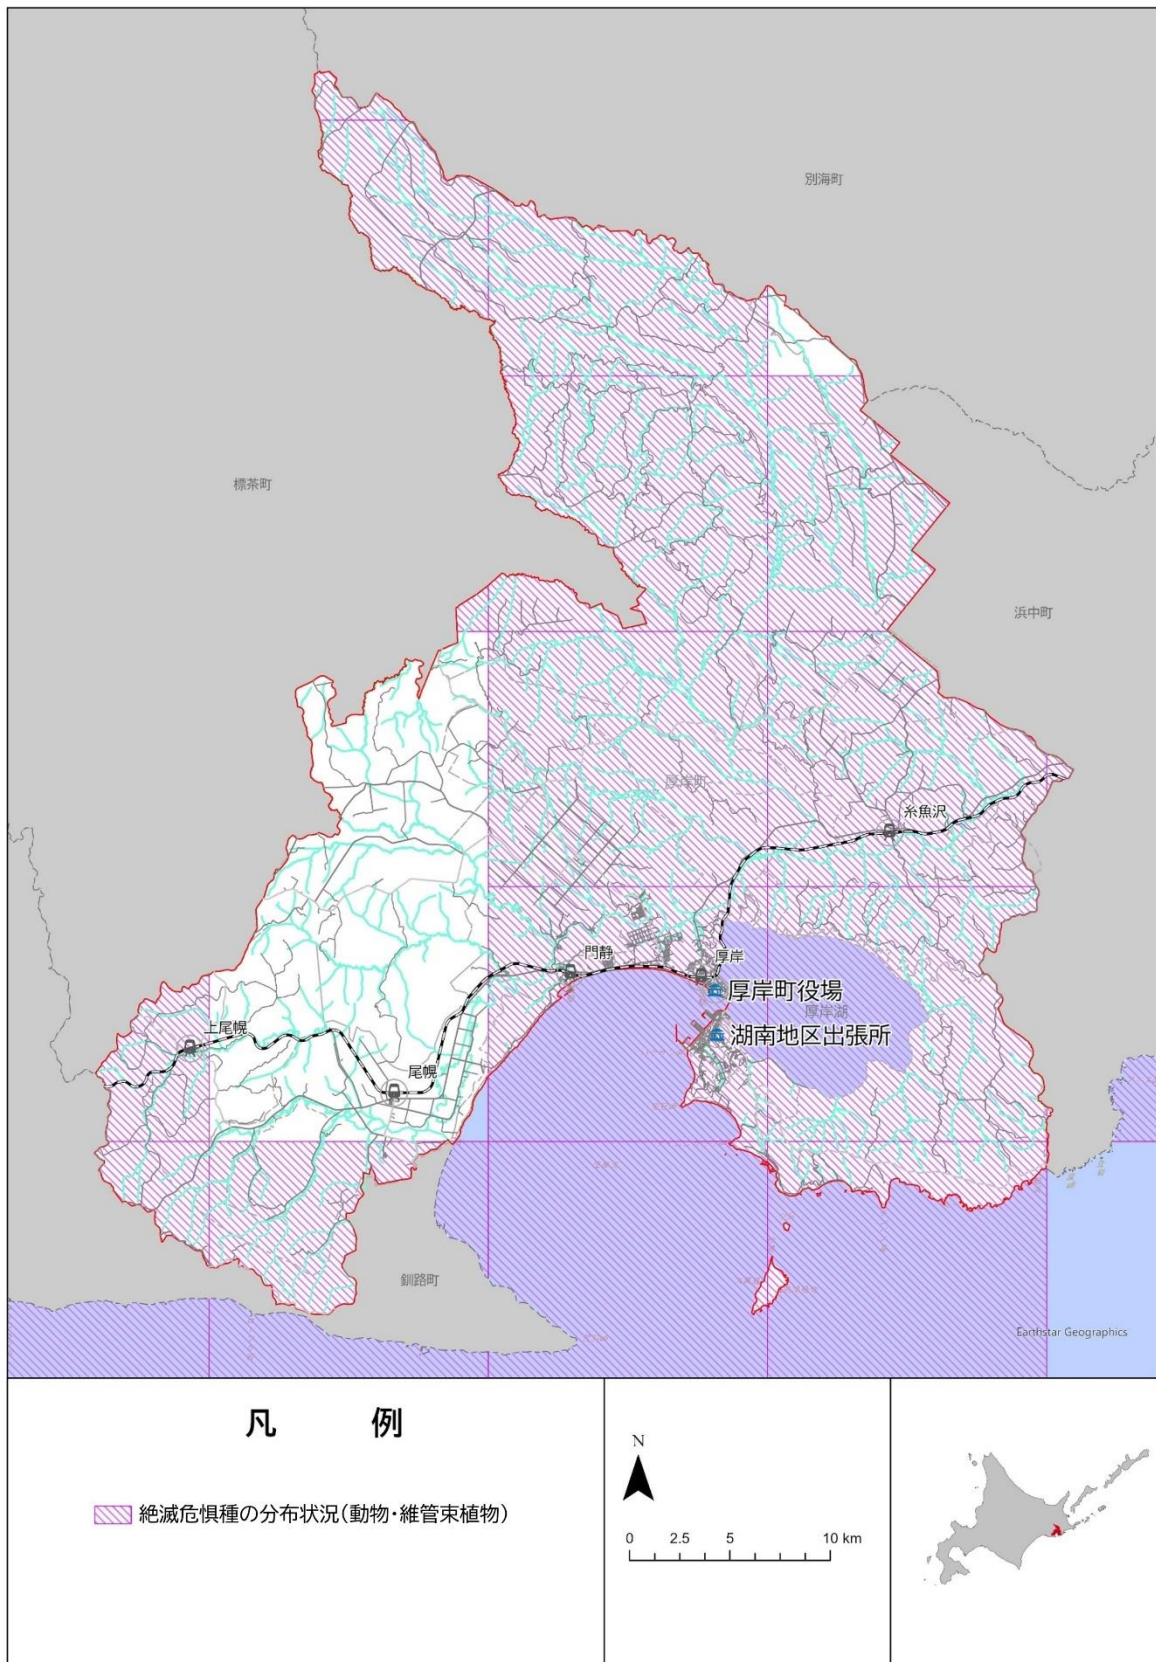 別海町
標茶町
浜中町
厚岸町
糸魚沢
門静
厚岸
厚岸町役場
厚岸湖
湖南地区出張所
上尾幌
尾幌
釧路町
Earthstar Geographics
凡 例
絶滅危惧種の分布状況(動物・維管束植物)
N
0 2.5 5 10 km